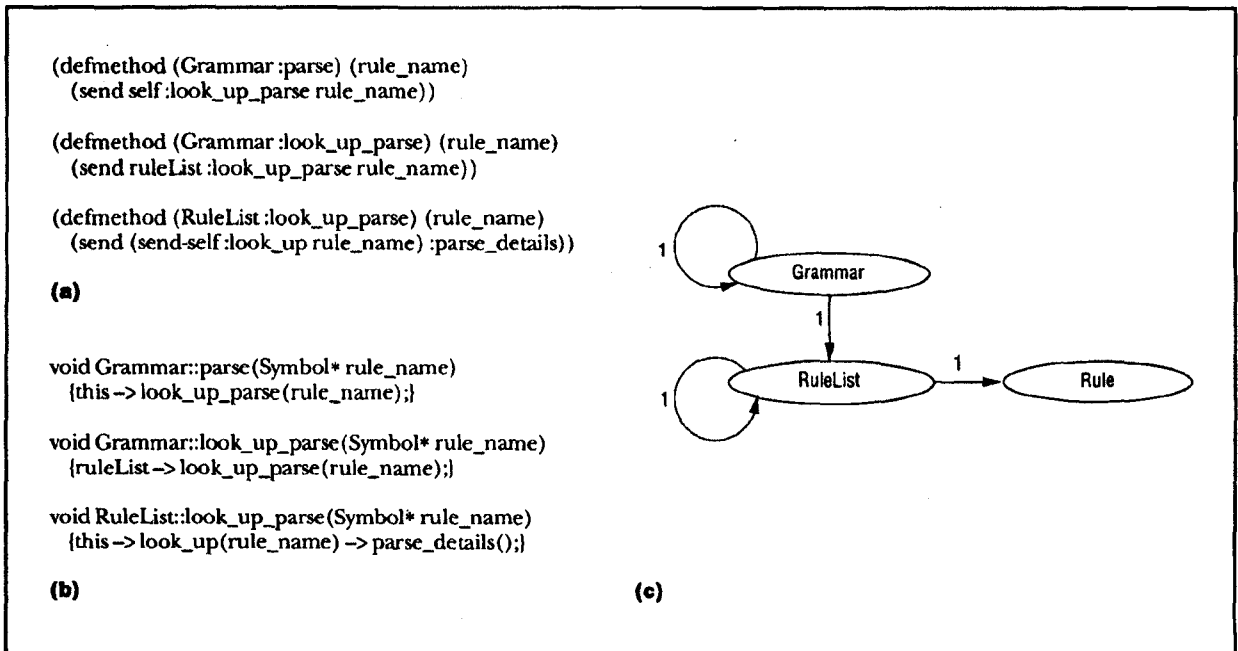 (defmethod (Grammar :parse) (rule_name)
(send self :look_up_parse rule_name))
(defmethod (Grammar :look_up_parse) (rule_name)
(send ruleList :look_up_parse rule_name))
(defmethod (RuleList :look_up_parse) (rule_name)
(send (send-self :look_up rule_name) :parse_details))
(a)
void Grammar::parse(Symbol* rule_name)
{this -> look_up_parse(rule_name);}
void Grammar::look_up_parse(Symbol* rule_name)
{ruleList -> look_up_parse(rule_name);}
void RuleList::look_up_parse(Symbol* rule_name)
{this -> look_up(rule_name) -> parse_details();}
(b)
1
Grammar
1
1
RuleList
1
Rule
(c)